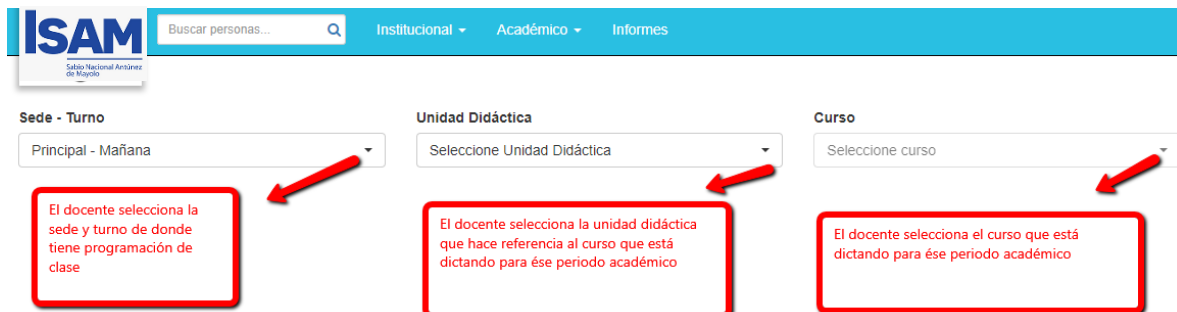 ISAM
Sabio Nacional Antúnez
de Mayolo
Buscar personas...
Institucional
Académico
Informes
Sede - Turno
Unidad Didáctica
Curso
Principal - Mañana
Seleccione Unidad Didáctica
Seleccione curso
El docente selecciona la
sede y turno de donde
tiene programación de
clase
El docente selecciona la unidad didáctica
que hace referencia al curso que está
dictando para ése periodo académico
El docente selecciona el curso que está
dictando para ése periodo académico